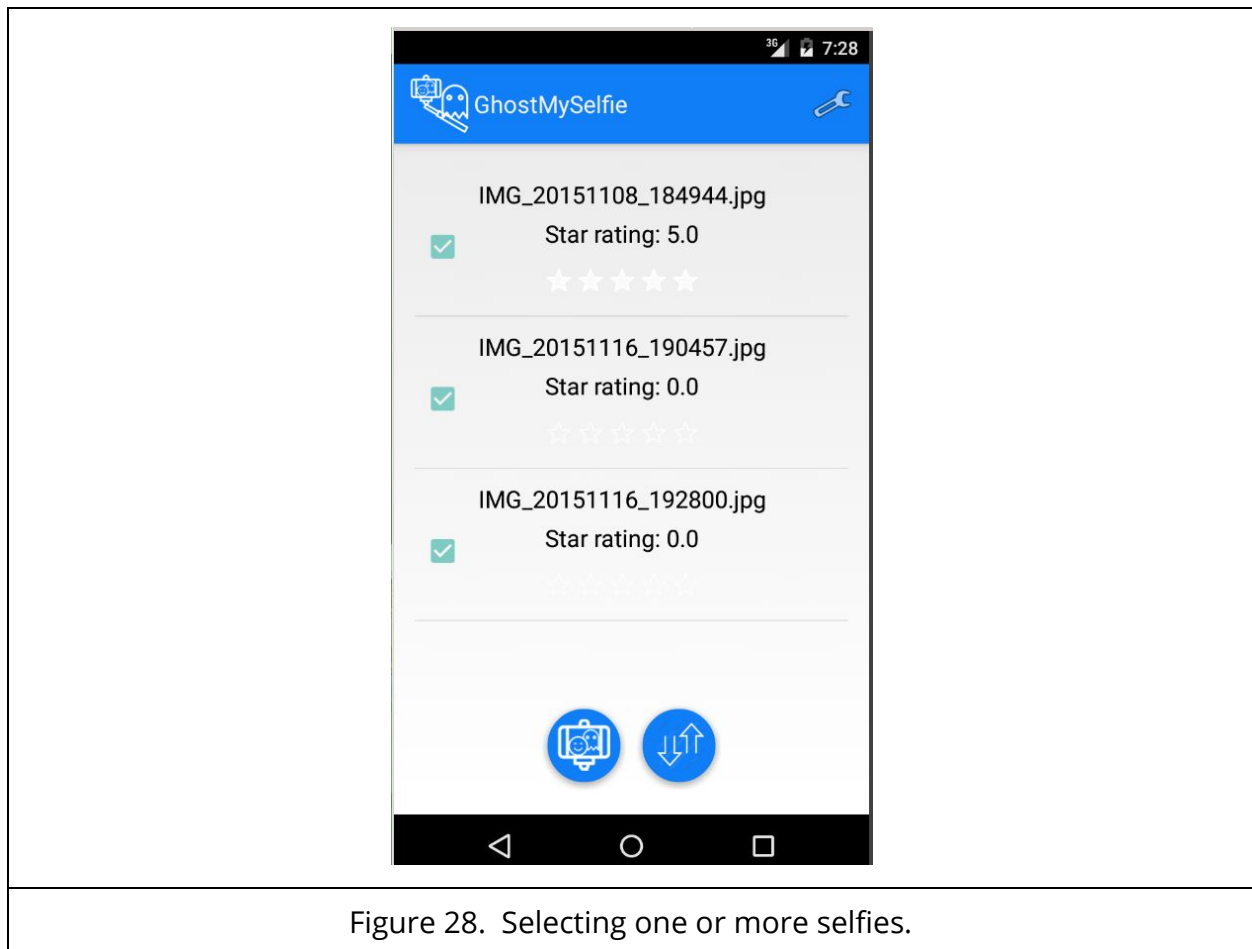 3G 7:28
GhostMySelfie
IMG_20151108_184944.jpg
Star rating: 5.0
IMG_20151116_190457.jpg
Star rating: 0.0
IMG_20151116_192800.jpg
Star rating: 0.0
Figure 28. Selecting one or more selfies.